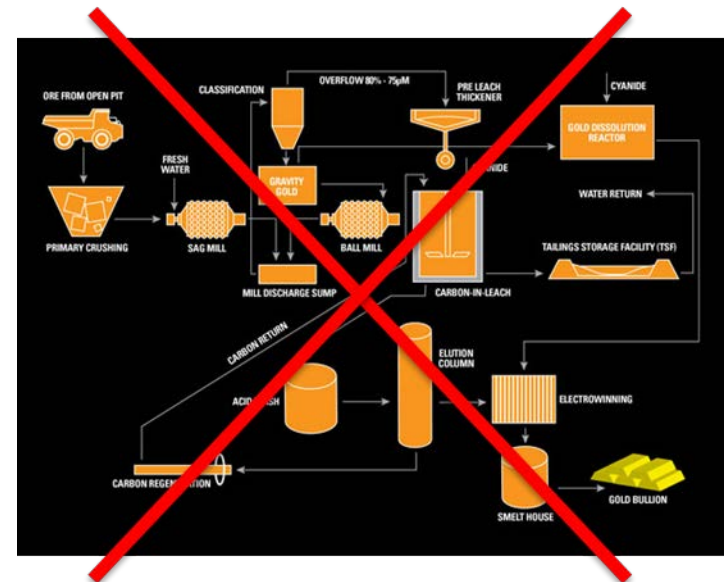 ORE FROM OPEN PIT
CLASSIFICATION
OVERFLOW 80% - 75µM
PRE LEACH
THICKENER
CYANIDE
GOLD DISSOLUTION
REACTOR
FRESH
WATER
GRAVITY
GOLD
WATER RETURN
PRIMARY CRUSHING
SAG MILL
BALL MILL
TAILINGS STORAGE FACILITY (TSF)
MILL DISCHARGE SUMP
CARBON-IN-LEACH
CARBON RETURN
ELUTION
COLUMN
ELECTROWINNING
CARBON
SMELT HOUSE
GOLD BULLION